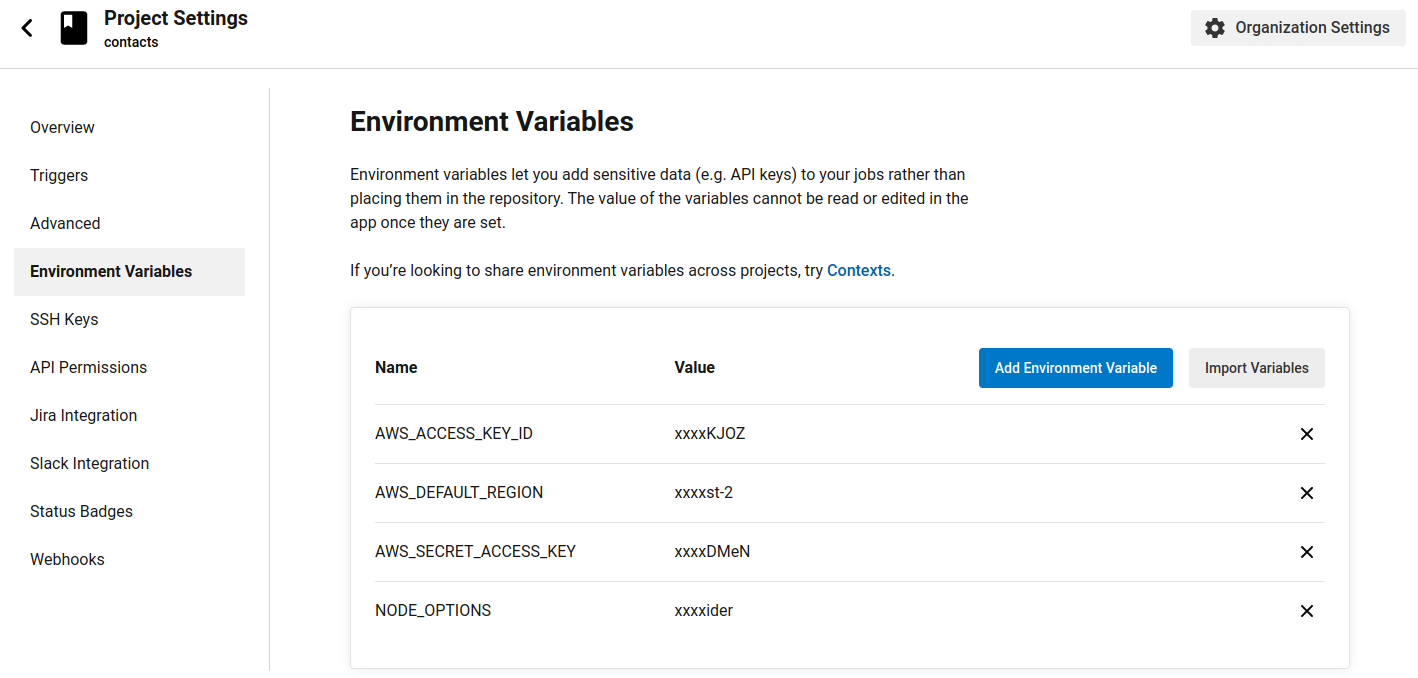 Project Settings
contacts
Organization Settings
Overview
Triggers
Advanced
Environment Variables
SSH Keys
API Permissions
Jira Integration
Slack Integration
Status Badges
Webhooks
Environment Variables
Environment variables let you add sensitive data (e.g. API keys) to your jobs rather than
placing them in the repository. The value of the variables cannot be read or edited in the
app once they are set.
If you’re looking to share environment variables across projects, try Contexts.
Name Value Add Environment Variable Import Variables
AWS_ACCESS_KEY_ID xxxxKJOZ
AWS_DEFAULT_REGION xxxxst-2
AWS_SECRET_ACCESS_KEY xxxxDMeN
NODE_OPTIONS xxxxider